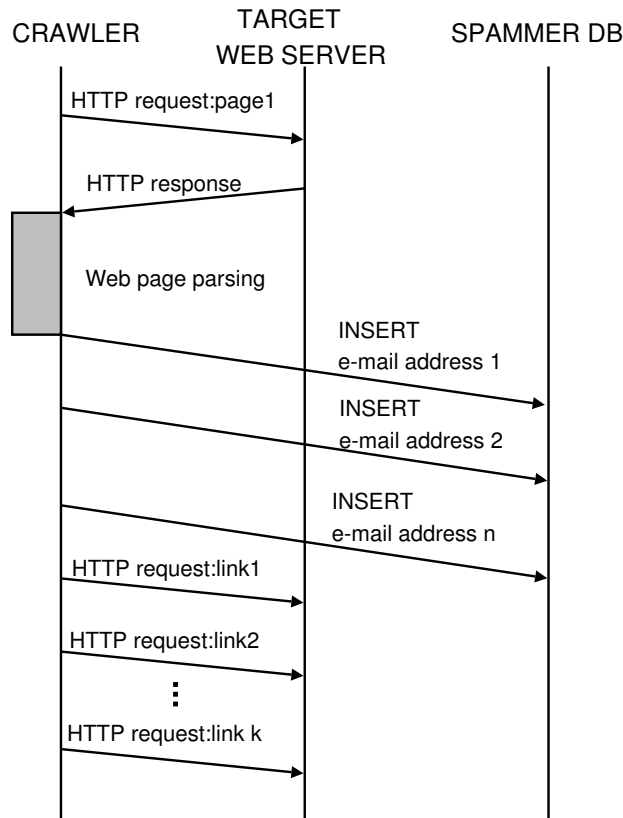 CRAWLER
TARGET
WEB SERVER
SPAMMER DB
HTTP request:page1
HTTP response
Web page parsing
INSERT
e-mail address 1
INSERT
e-mail address 2
INSERT
e-mail address n
HTTP request:link1
HTTP request:link2
HTTP request:link k